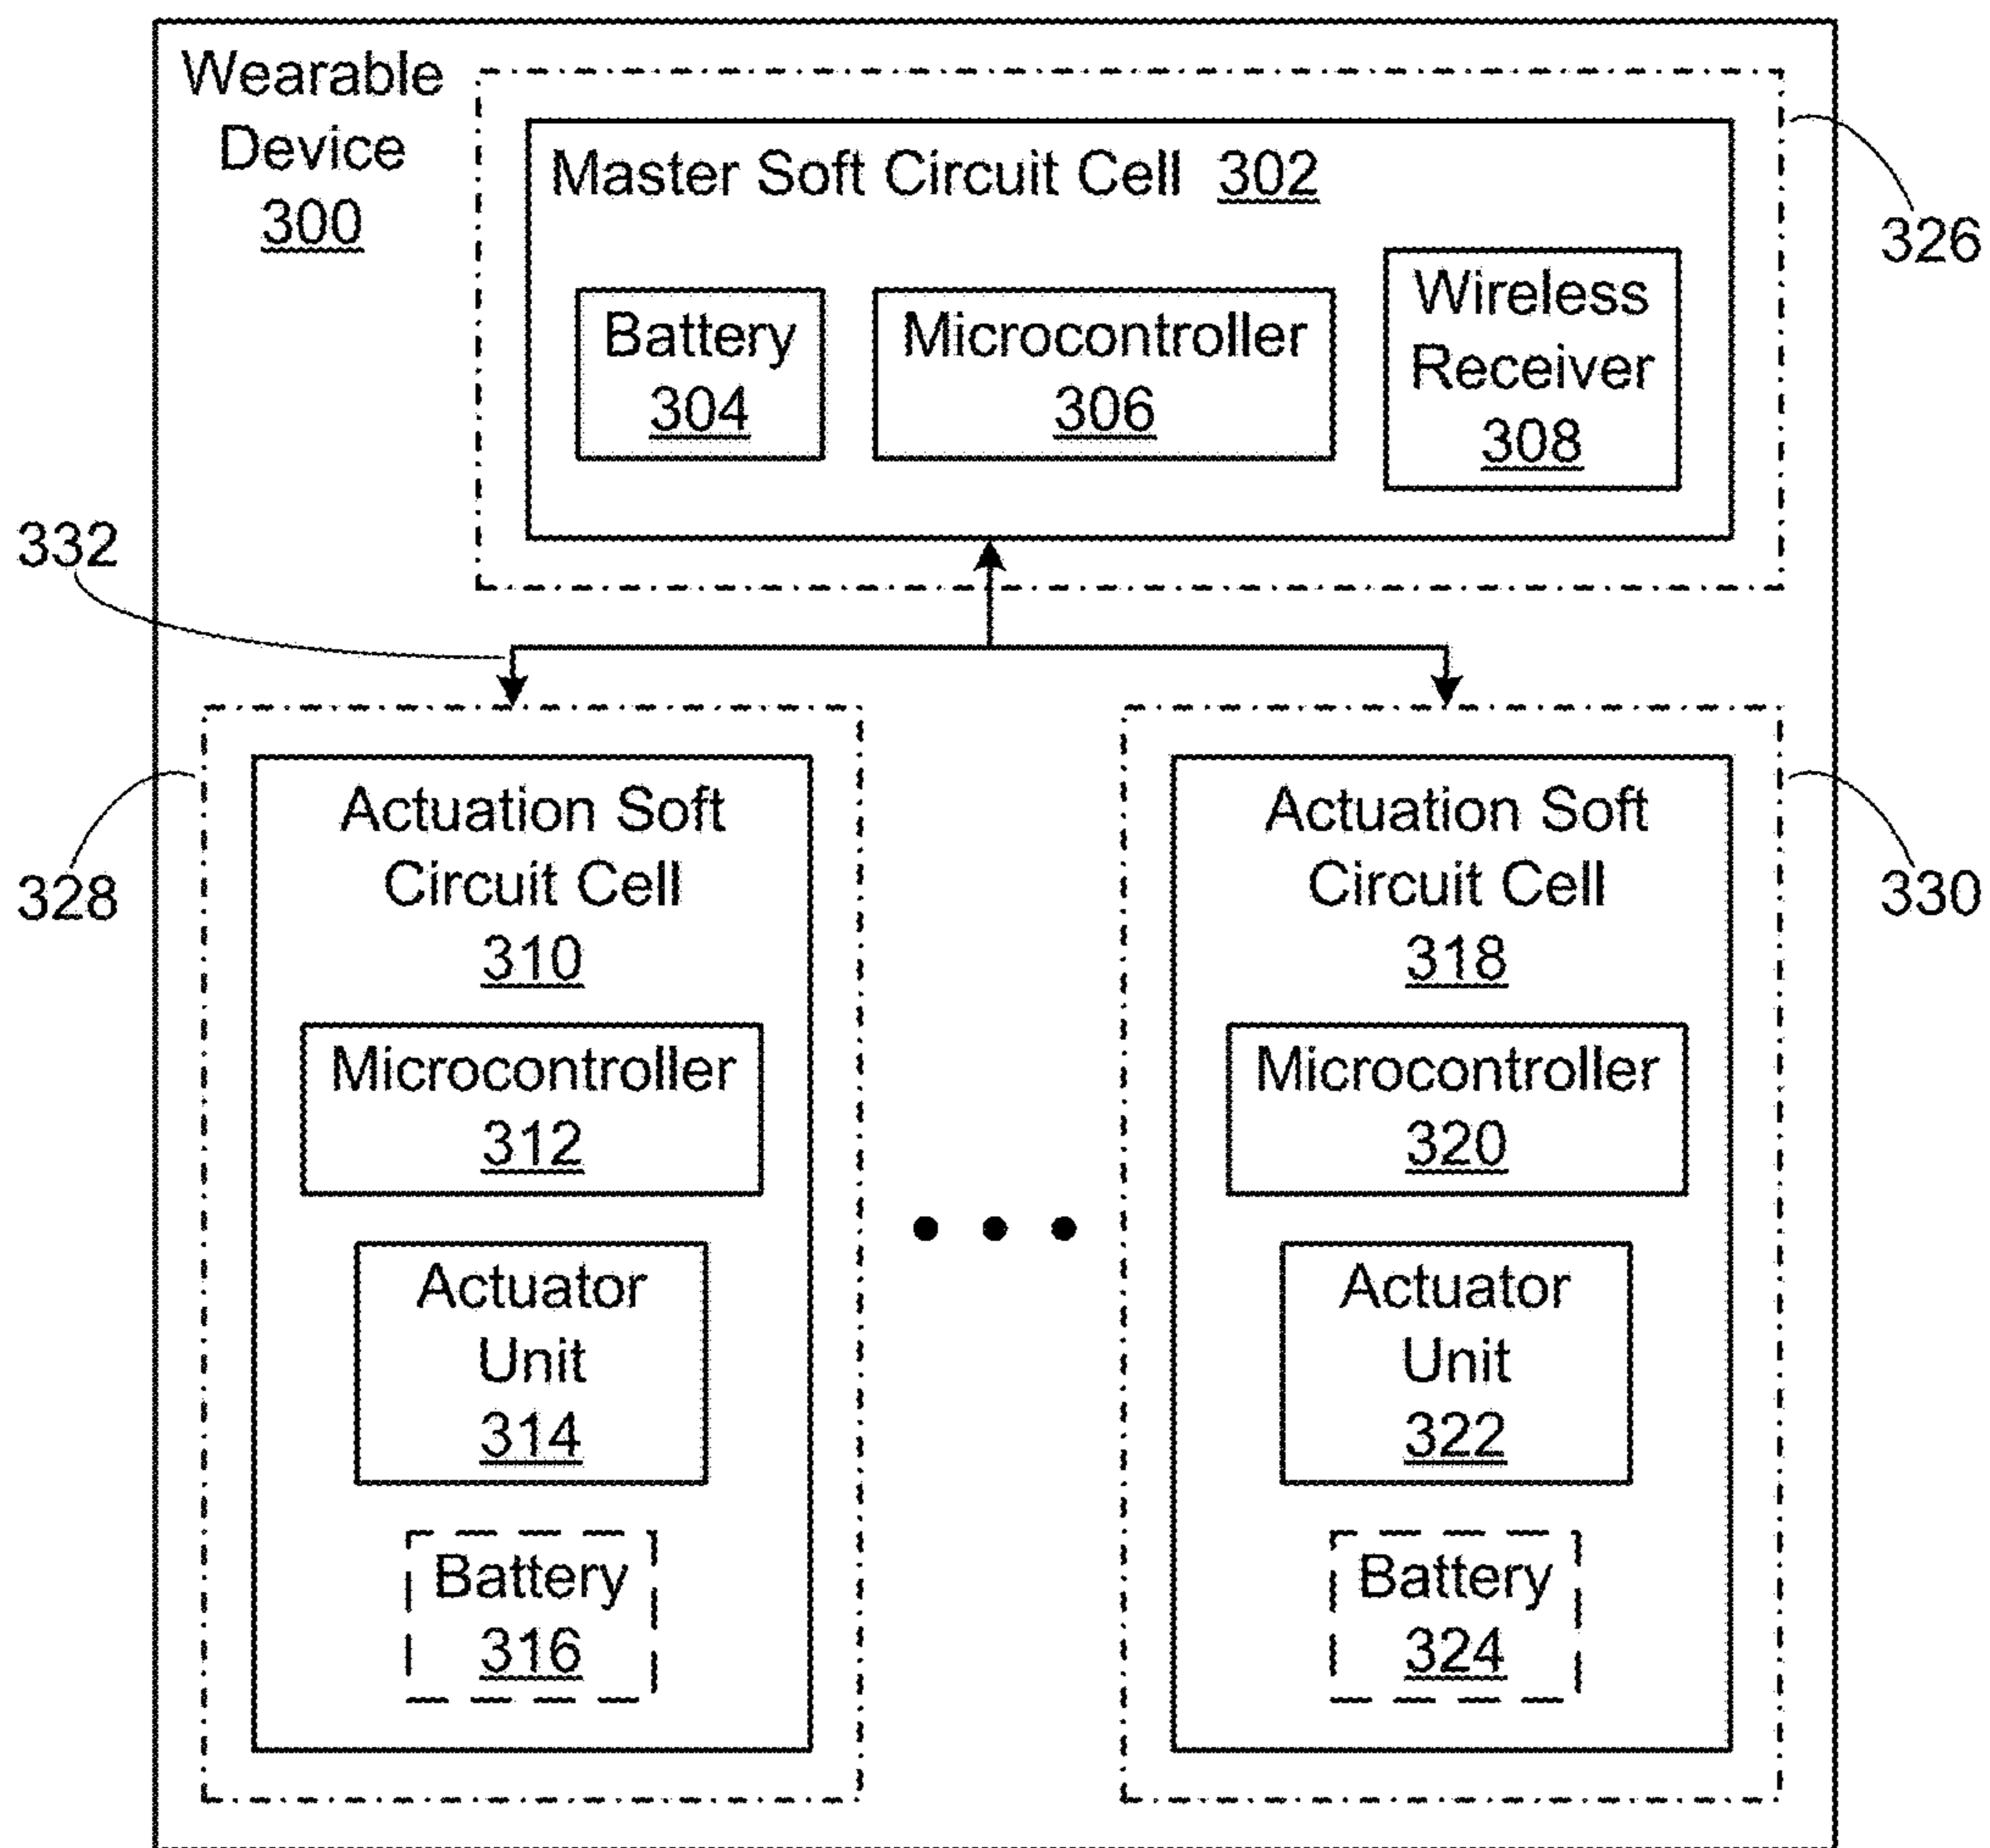 Wearable
Device
300
Master Soft Circuit Cell 302
326
Battery
304
Microcontroller
306
Wireless
Receiver
308
332
328
Actuation Soft
Circuit Cell
310
Microcontroller
312
Actuator
Unit
314
Battery
316
Actuation Soft
Circuit Cell
318
Microcontroller
320
Actuator
Unit
322
Battery
324
330